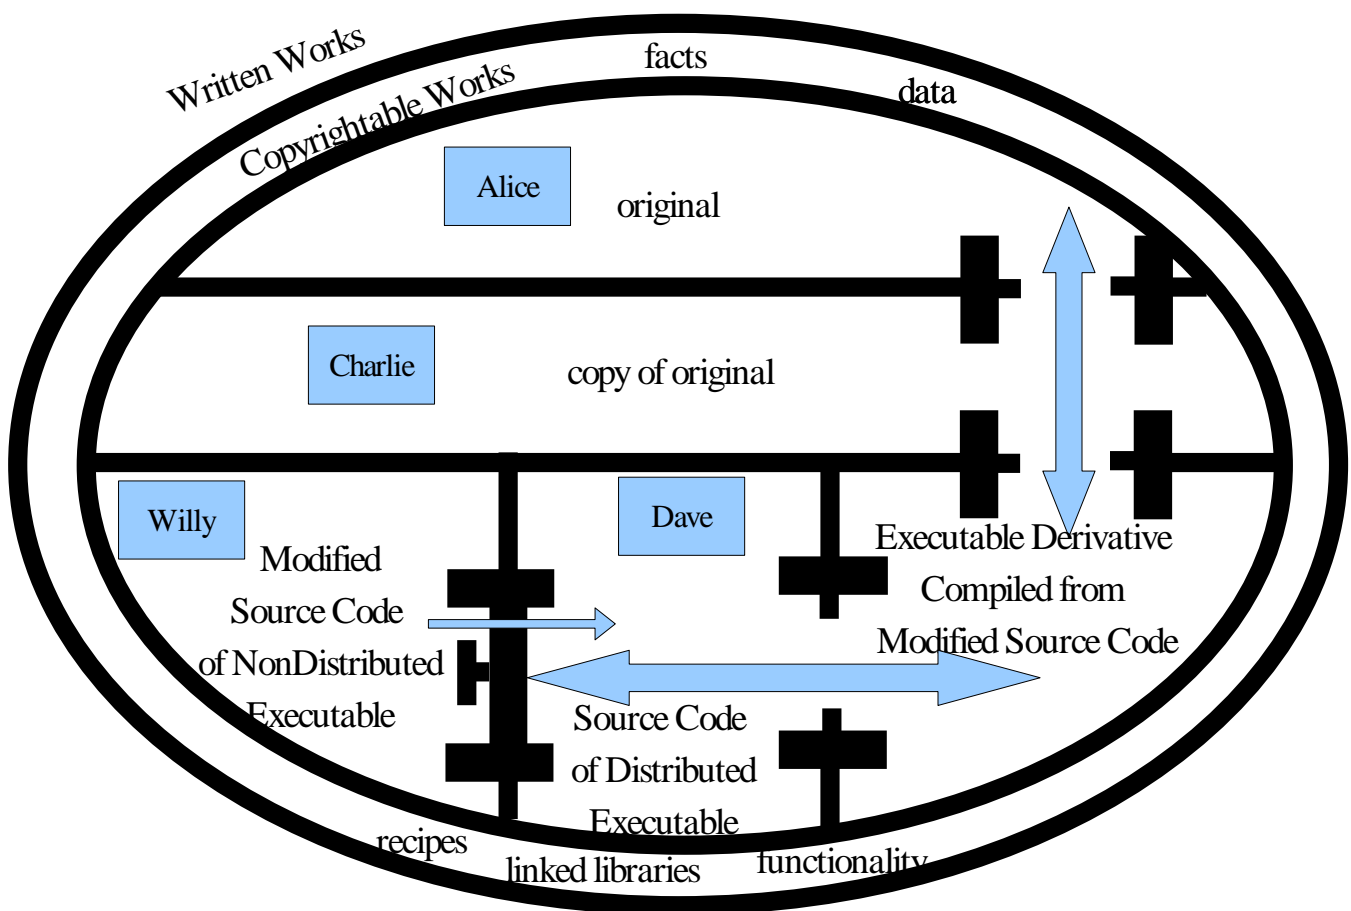 Written Works
Copyrightable Works
facts
data
Alice
original
Charlie
copy of original
Willy
Modified
Source Code
of NonDistributed
Executable
Dave
Executable Derivative
Compiled from
Modified Source Code
Source Code
of Distributed
Executable
recipes
linked libraries
functionality